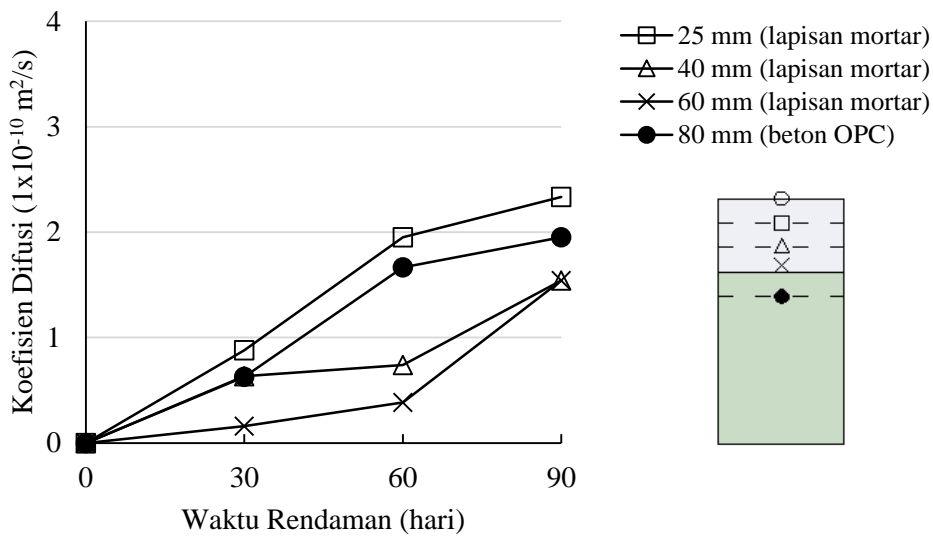 Koefisien Difusi (1x10⁻¹⁰ m²/s)
4
3
2
1
0
0 30 60 90
Waktu Rendaman (hari)
25 mm (lapisan mortar)
40 mm (lapisan mortar)
60 mm (lapisan mortar)
80 mm (beton OPC)